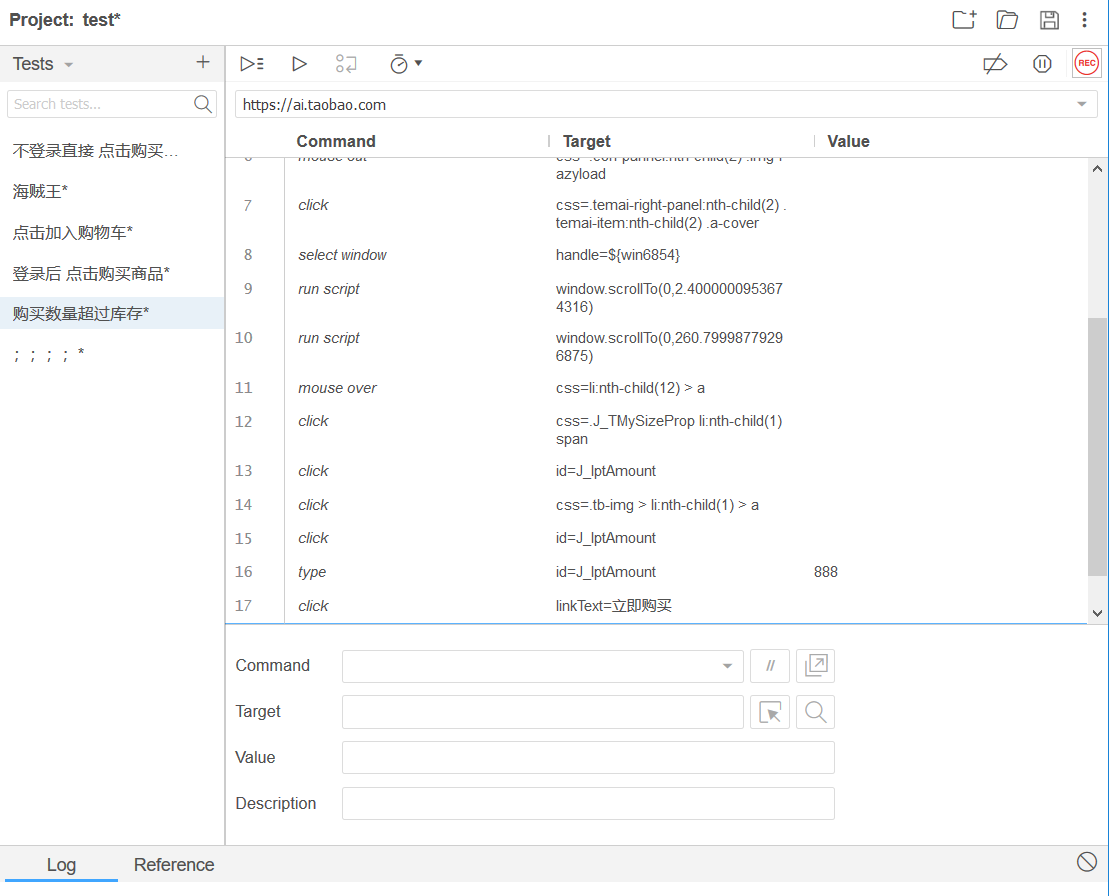 Project: test*
Tests
+
Search tests...
不登录直接 点击购买…
海贼王*
点击加入购物车*
登录后 点击购买商品*
购买数量超过库存*
；；；； *
REC
https://ai.taobao.com
Command Target Value
azyload
7 click css=.temai-right-panel:nth-child(2) .
temai-item:nth-child(2) .a-cover
8 select window handle=${win6854}
9 run script window.scrollTo(0,2.400000095367
4316)
10 run script window.scrollTo(0,260.7999877929
6875)
11 mouse over css=li:nth-child(12) > a
12 click css=.J_TMySizeProp li:nth-child(1)
span
13 click id=J_IptAmount
14 click css=.tb-img > li:nth-child(1) > a
15 click id=J_IptAmount
16 type id=J_IptAmount 888
17 click linkText=立即购买
Command //
Target
Value
Description
Log Reference